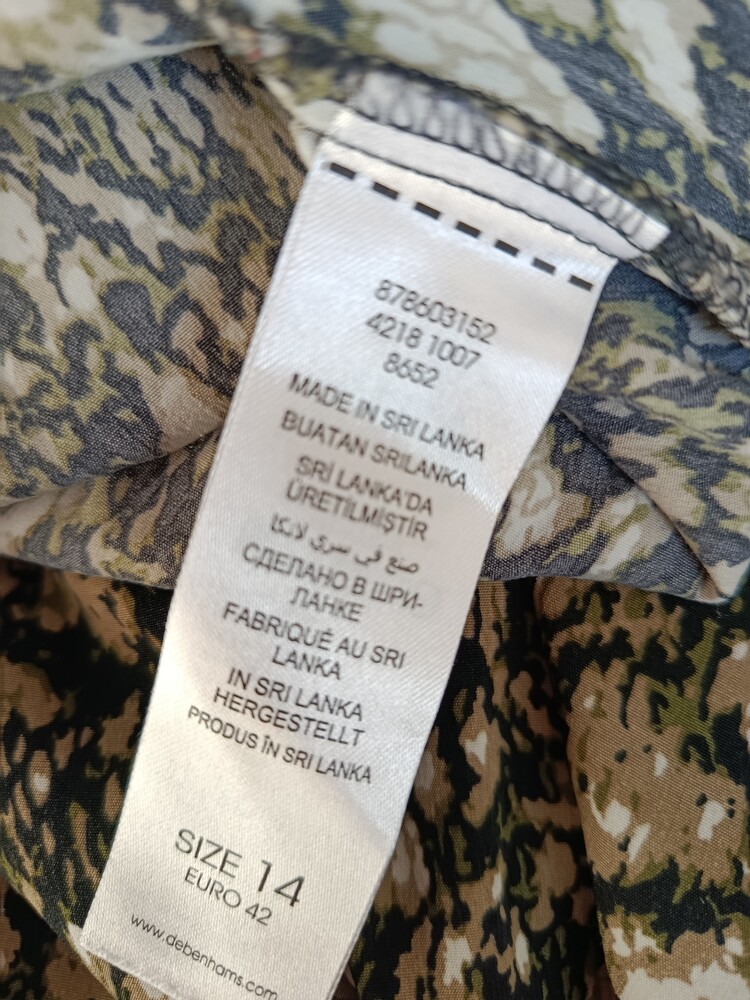 878603152
4218 1007
8652
MADE IN SRI LANKA
BUATAN SRILANKA
SRİ LANKA'DA
ÜRETİLMİŞTİR
صنع في سري لانكا
СДЕЛАНО В ШРИ-
ЛАНКЕ
FABRIQUÉ AU SRI
LANKA
IN SRI LANKA
HERGESTELLT
PRODUS ÎN SRI LANKA
SIZE 14
EURO 42
www.debenhams.com